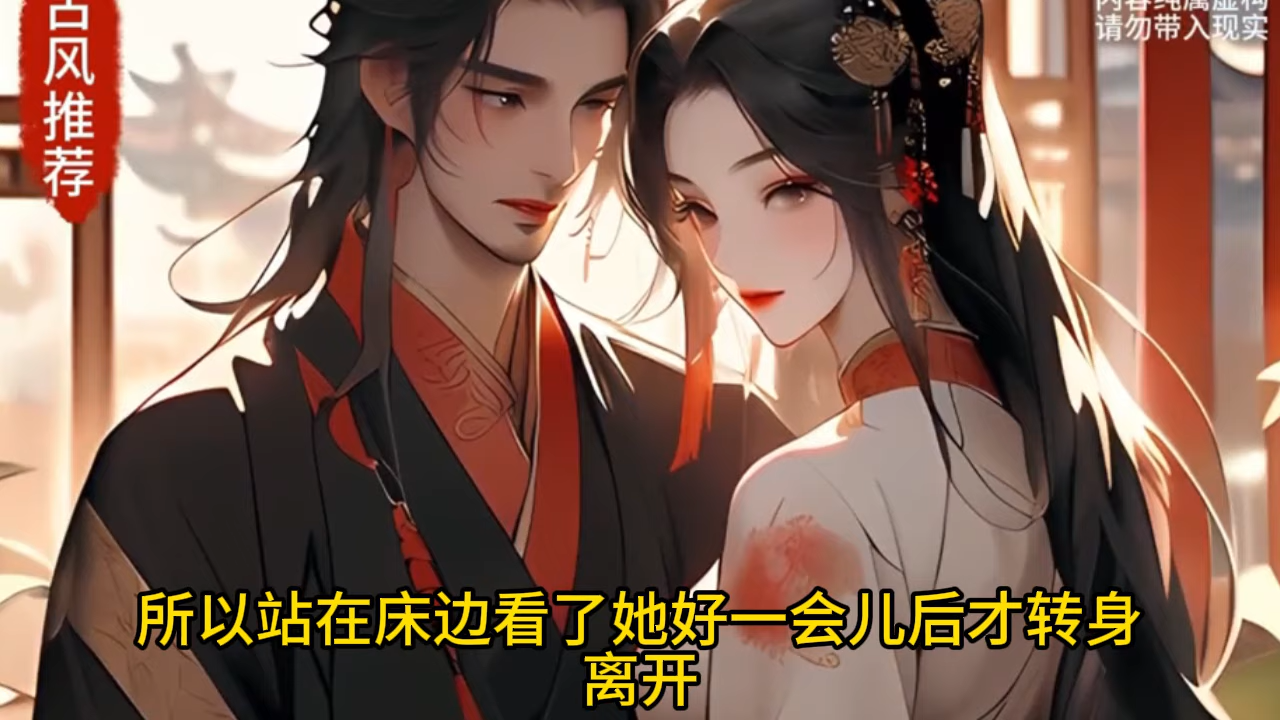 古风推荐
内容纯属虚构
请勿带入现实
所以站在床边看了她好一会儿后才转身
离开